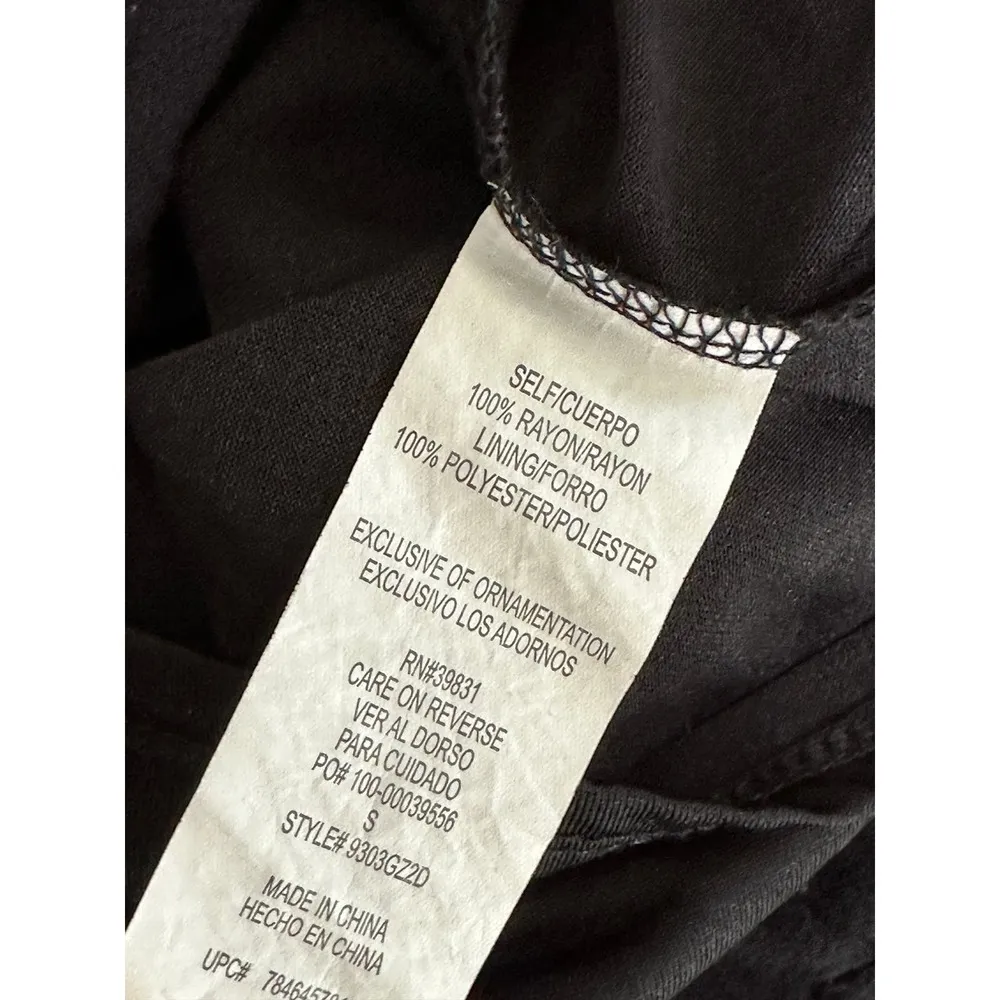 SELF/CUERPO
100% RAYON/RAYON
LINING/FORRO
100% POLYESTER/POLIESTER
EXCLUSIVE OF ORNAMENTATION
EXCLUSIVO LOS ADORNOS
RN#39831
CARE ON REVERSE
VER AL DORSO
PARA CUIDADO
PO# 100-00039556
S
STYLE# 9303GZ2D
MADE IN CHINA
HECHO EN CHINA
UPC#